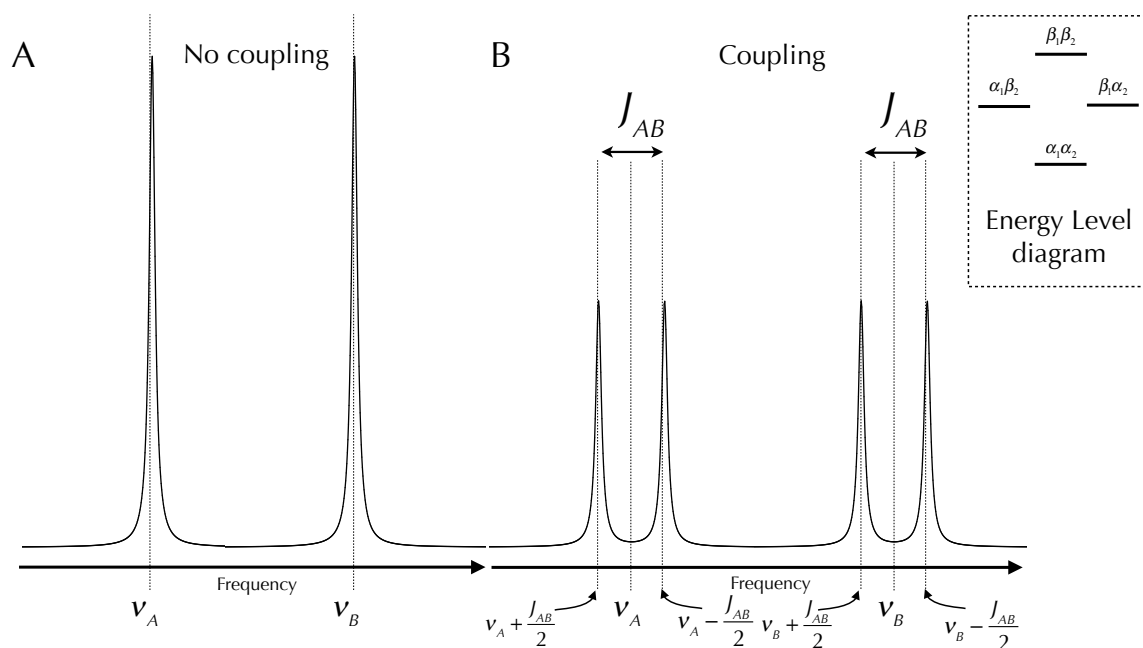 A
No coupling
B
Coupling
J_AB
J_AB
β₁β₂
α₁β₂
β₁α₂
α₁α₂
Energy Level
diagram
Frequency
Frequency
ν_A
ν_B
ν_A + J_AB/2
ν_A
ν_A − J_AB/2
ν_B + J_AB/2
ν_B
ν_B − J_AB/2